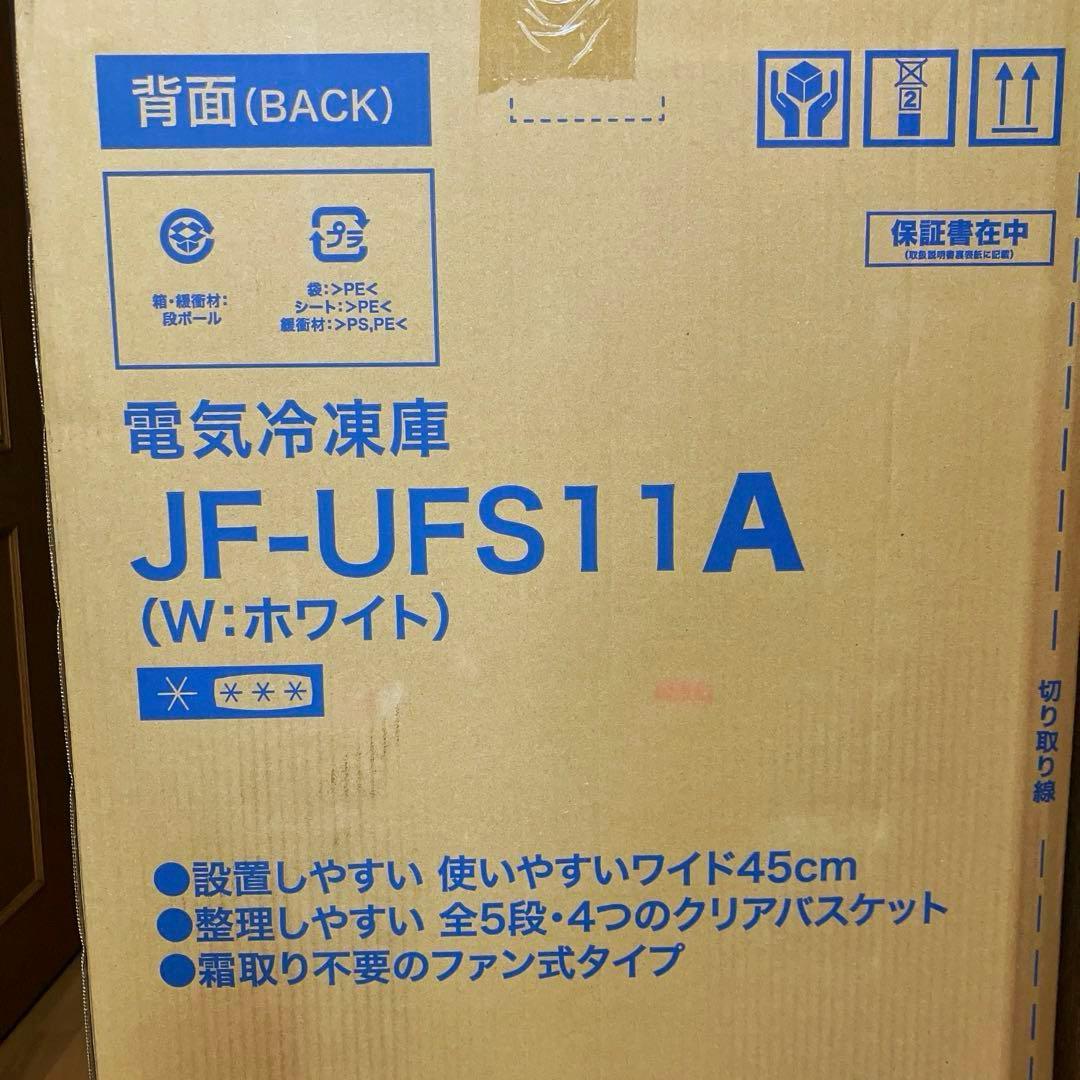 背面(BACK)
2
保証書在中
(取扱説明書裏表紙に記載)
プラ
箱・緩衝材:
段ボール
袋:>PE<
シート:>PE<
緩衝材:>PS,PE<
電気冷凍庫
JF-UFS11A
(W:ホワイト)
切り取り線
●設置しやすい 使いやすいワイド45cm
●整理しやすい 全5段・4つのクリアバスケット
●霜取り不要のファン式タイプ